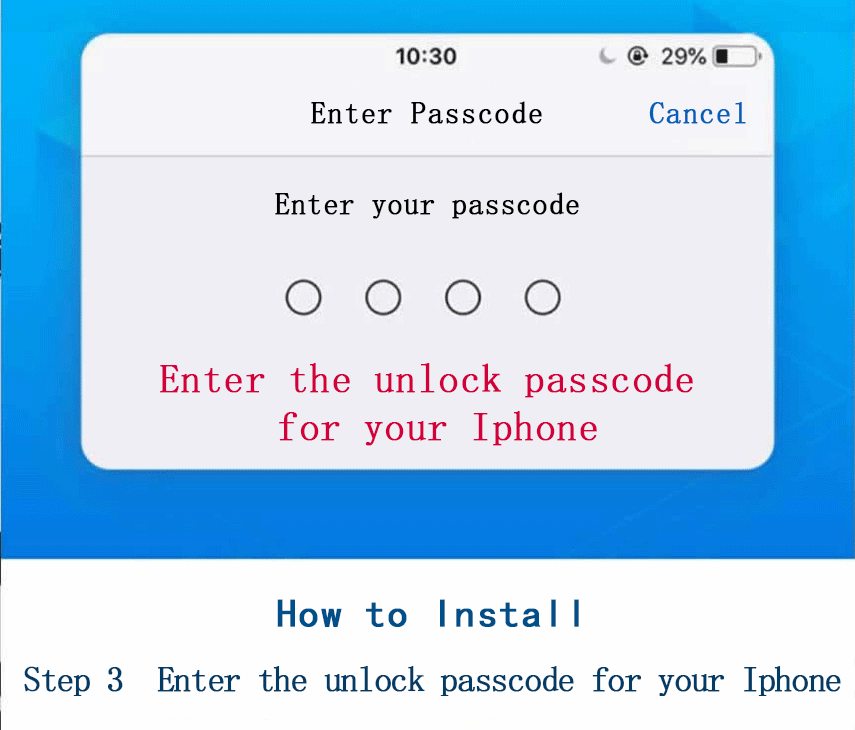 10:30 29%
Enter Passcode Cancel
Enter your passcode
Enter the unlock passcode
for your Iphone
How to Install
Step 3 Enter the unlock passcode for your Iphone